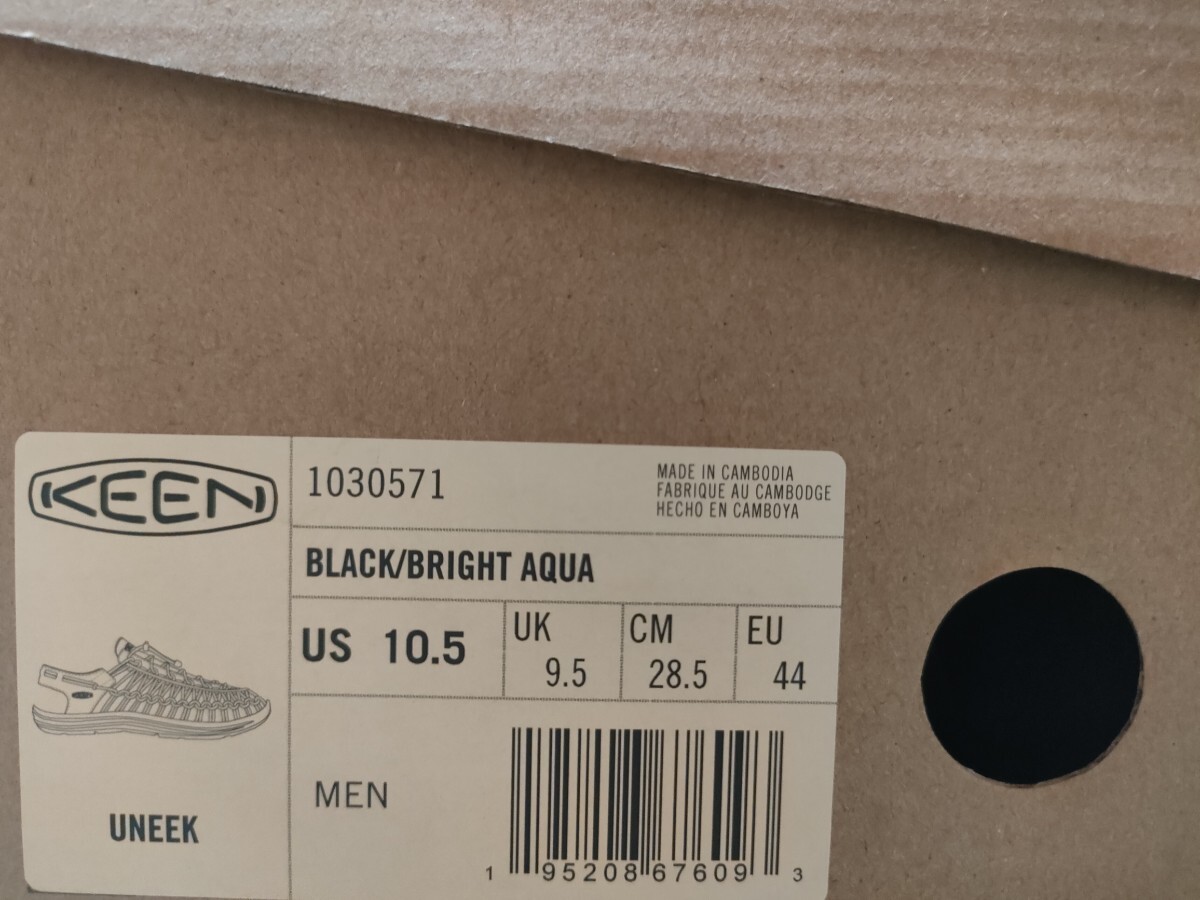 KEEN
1030571
MADE IN CAMBODIA
FABRIQUE AU CAMBODGE
HECHO EN CAMBOYA
BLACK/BRIGHT AQUA
US 10.5
UK 9.5
CM 28.5
EU 44
KEEN
UNEEK
MEN
1 95208 67609 3